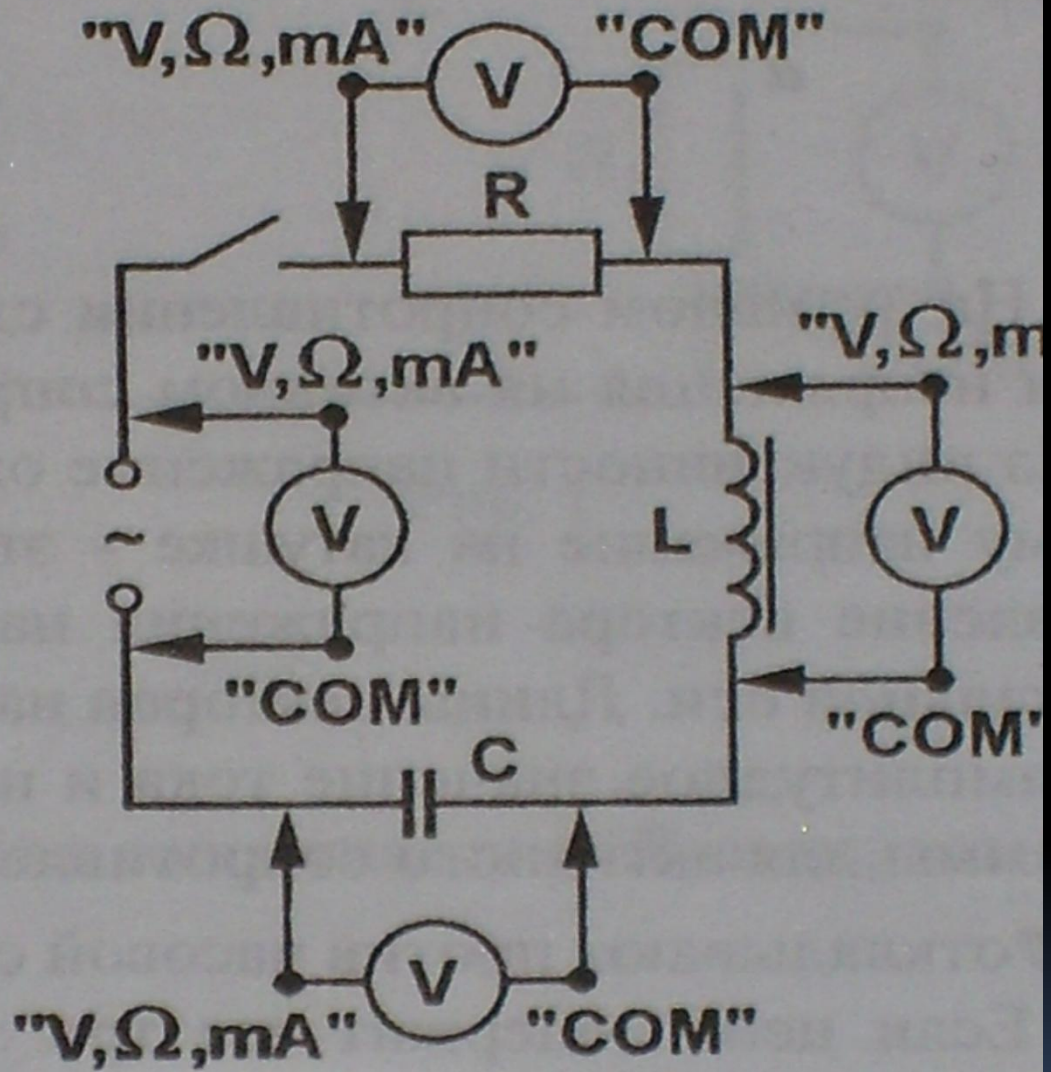 "V,Ω,mA" "COM"
V
R
"V,Ω,mA" "V,Ω,m
~ V L V
"COM" "COM"
C
V
"V,Ω,mA" "COM"